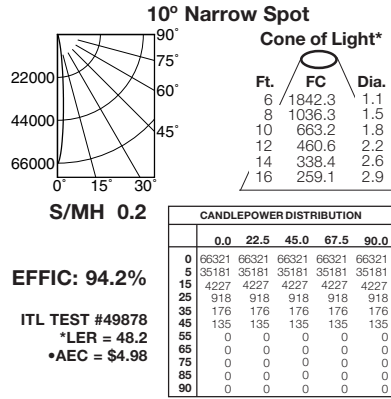 10º Narrow Spot
90˚
75˚
60˚
45˚
22000
44000
66000
0˚ 15˚ 30˚
S/MH 0.2
Cone of Light*
Ft. FC Dia.
6 1842.3 1.1
8 1036.3 1.5
10 663.2 1.8
12 460.6 2.2
14 338.4 2.6
16 259.1 2.9
EFFIC: 94.2%
ITL TEST #49878
*LER = 48.2
•AEC = $4.98
CANDLEPOWER DISTRIBUTION
0.0 22.5 45.0 67.5 90.0
0 66321 66321 66321 66321 66321
5 35181 35181 35181 35181 35181
15 4227 4227 4227 4227 4227
25 918 918 918 918 918
35 176 176 176 176 176
45 135 135 135 135 135
55 0 0 0 0 0
65 0 0 0 0 0
75 0 0 0 0 0
85 0 0 0 0 0
90 0 0 0 0 0